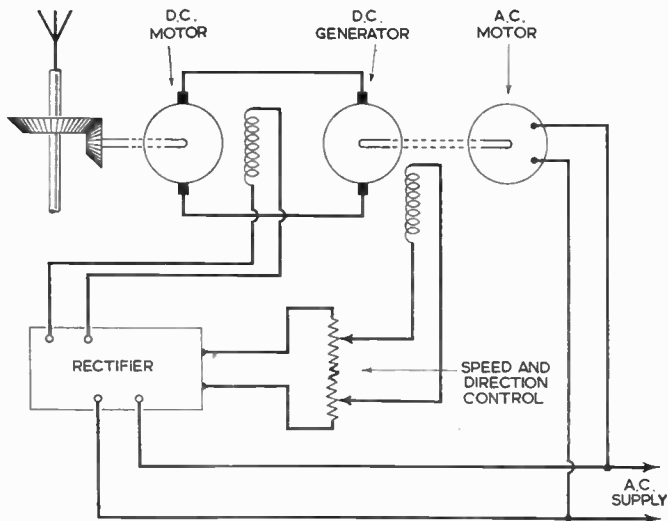 D.C.
MOTOR
D.C.
GENERATOR
A.C.
MOTOR
RECTIFIER
SPEED AND
DIRECTION
CONTROL
A.C.
SUPPLY